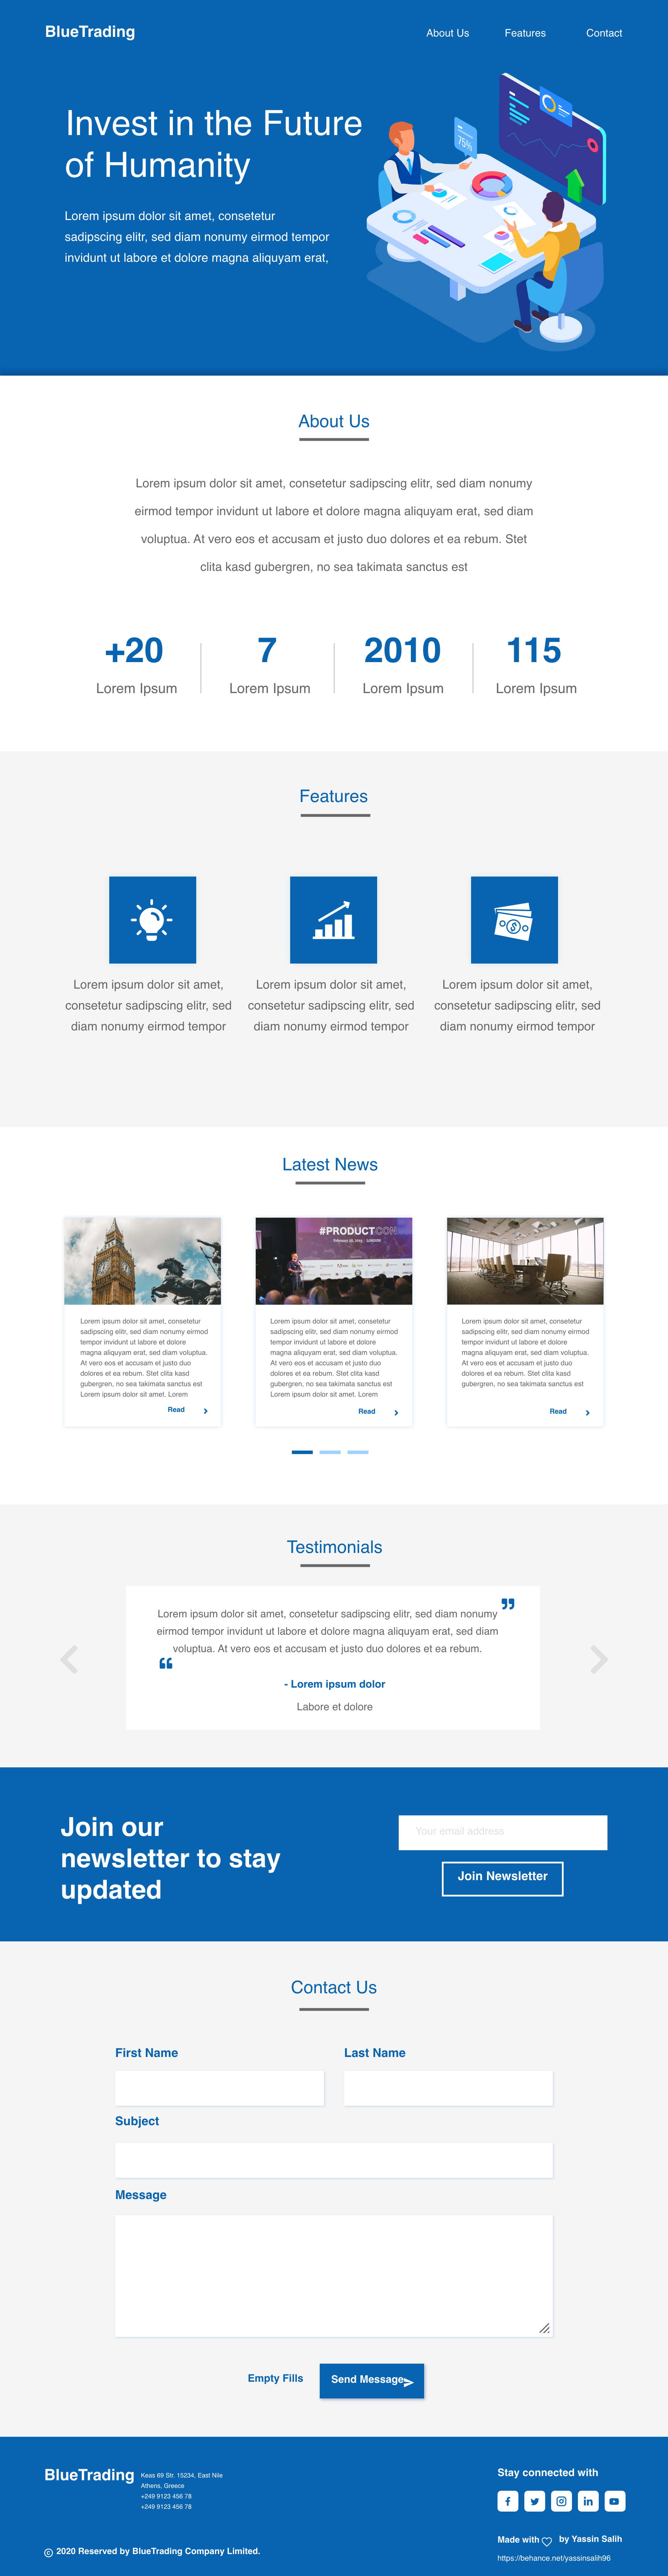 BlueTrading
About Us
Features
Contact
Invest in the Future
of Humanity
Lorem ipsum dolor sit amet, consetetur
sadipscing elitr, sed diam nonumy eirmod tempor
invidunt ut labore et dolore magna aliquyam erat,
75%
About Us
Lorem ipsum dolor sit amet, consetetur sadipscing elitr, sed diam nonumy
eirmod tempor invidunt ut labore et dolore magna aliquyam erat, sed diam
voluptua. At vero eos et accusam et justo duo dolores et ea rebum. Stet
clita kasd gubergren, no sea takimata sanctus est
+20
Lorem Ipsum
7
Lorem Ipsum
2010
Lorem Ipsum
115
Lorem Ipsum
Features
Lorem ipsum dolor sit amet,
consetetur sadipscing elitr, sed
diam nonumy eirmod tempor
Lorem ipsum dolor sit amet,
consetetur sadipscing elitr, sed
diam nonumy eirmod tempor
Lorem ipsum dolor sit amet,
consetetur sadipscing elitr, sed
diam nonumy eirmod tempor
Latest News
Lorem ipsum dolor sit amet, consetetur
sadipscing elitr, sed diam nonumy eirmod
tempor invidunt ut labore et dolore
magna aliquyam erat, sed diam voluptua.
At vero eos et accusam et justo duo
dolores et ea rebum. Stet clita kasd
gubergren, no sea takimata sanctus est
Lorem ipsum dolor sit amet. Lorem
Read
#PRODUCTCON
Lorem ipsum dolor sit amet, consetetur
sadipscing elitr, sed diam nonumy eirmod
tempor invidunt ut labore et dolore
magna aliquyam erat, sed diam voluptua.
At vero eos et accusam et justo duo
dolores et ea rebum. Stet clita kasd
gubergren, no sea takimata sanctus est
Lorem ipsum dolor sit amet. Lorem
Read
Lorem ipsum dolor sit amet, consetetur
sadipscing elitr, sed diam nonumy eirmod
tempor invidunt ut labore et dolore
magna aliquyam erat, sed diam voluptua.
At vero eos et accusam et justo duo
dolores et ea rebum. Stet clita kasd
gubergren, no sea takimata sanctus est
Read
Testimonials
Lorem ipsum dolor sit amet, consetetur sadipscing elitr, sed diam nonumy ”
eirmod tempor invidunt ut labore et dolore magna aliquyam erat, sed diam
voluptua. At vero eos et accusam et justo duo dolores et ea rebum.
“
- Lorem ipsum dolor
Labore et dolore
Join our
newsletter to stay
updated
Your email address
Join Newsletter
Contact Us
First Name
Last Name
Subject
Message
Empty Fills
Send Message
BlueTrading
Keas 69 Str. 15234, East Nile
Athens, Greece
+249 9123 456 78
+249 9123 456 78
© 2020 Reserved by BlueTrading Company Limited.
Stay connected with
Made with ♡ by Yassin Salih
https://behance.net/yassinsalih96